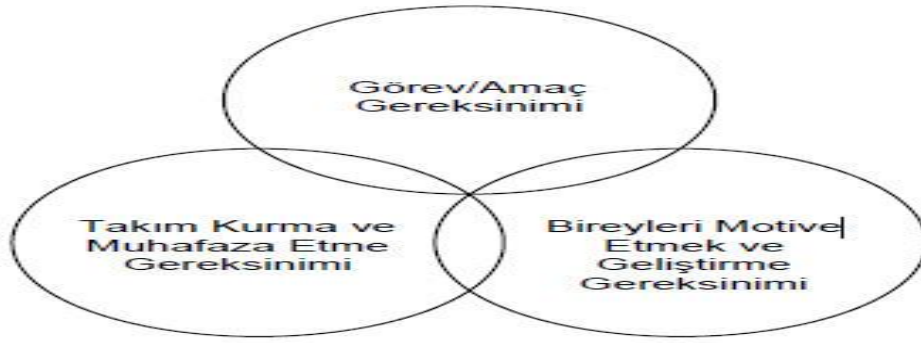 Görev/Amaç
Gereksinimi
Takım Kurma ve
Muhafaza Etme
Gereksinimi
Bireyleri Motive
Etmek ve
Geliştirme
Gereksinimi